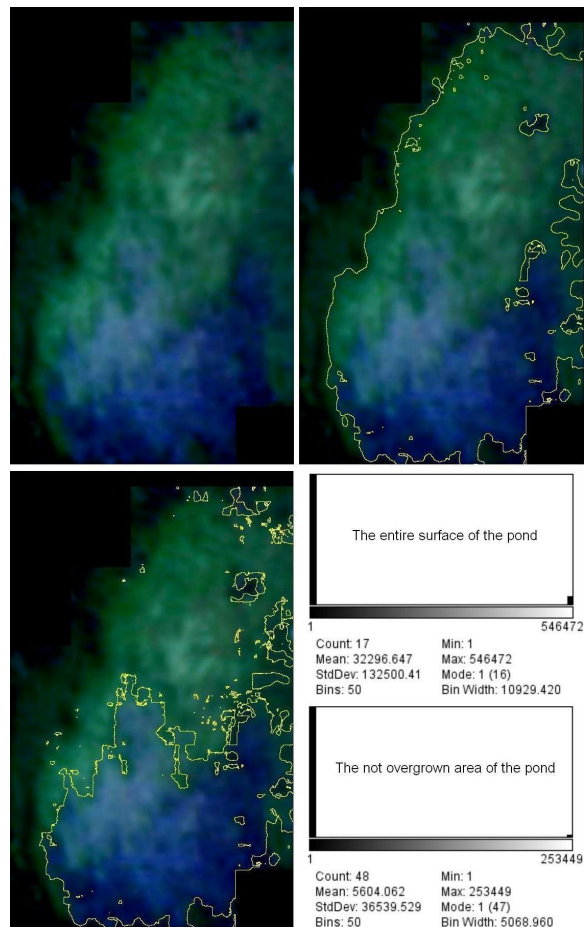 The entire surface of the pond
1 546472
Count: 17 Min: 1
Mean: 32296.647 Max: 546472
StdDev: 132500.41 Mode: 1 (16)
Bins: 50 Bin Width: 10929.420
The not overgrown area of the pond
1 253449
Count: 48 Min: 1
Mean: 5604.062 Max: 253449
StdDev: 36539.529 Mode: 1 (47)
Bins: 50 Bin Width: 5068.960